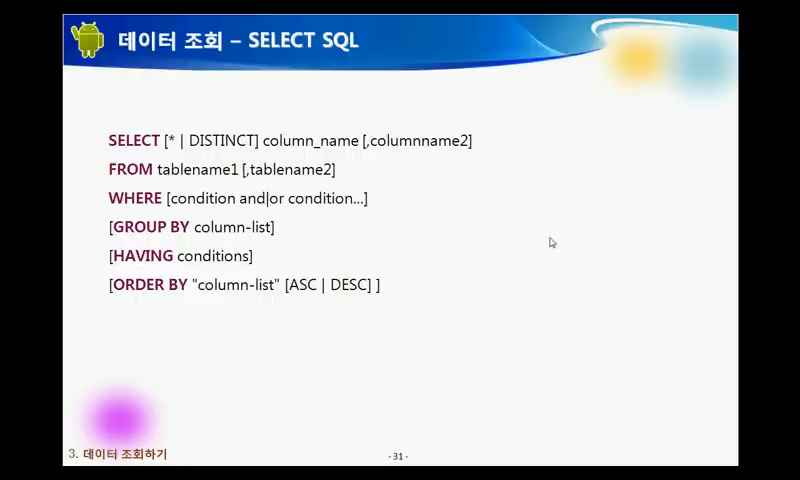 데이터 조회 – SELECT SQL
SELECT [* | DISTINCT] column_name [,columnname2]
FROM tablename1 [,tablename2]
WHERE [condition and|or condition...]
[GROUP BY column-list]
[HAVING conditions]
[ORDER BY "column-list" [ASC | DESC] ]
3. 데이터 조회하기
- 31 -